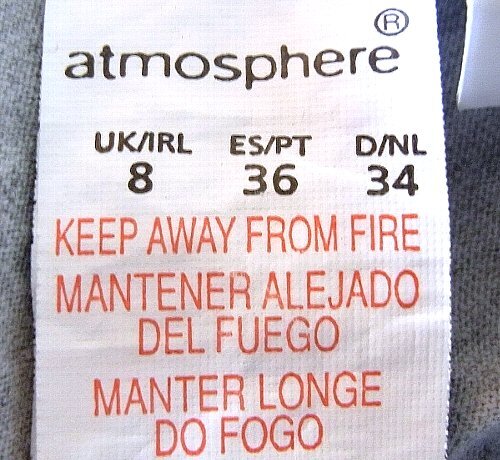 atmosphere®
UK/IRL ES/PT D/NL
8 36 34
KEEP AWAY FROM FIRE
MANTENER ALEJADO
DEL FUEGO
MANTER LONGE
DO FOGO